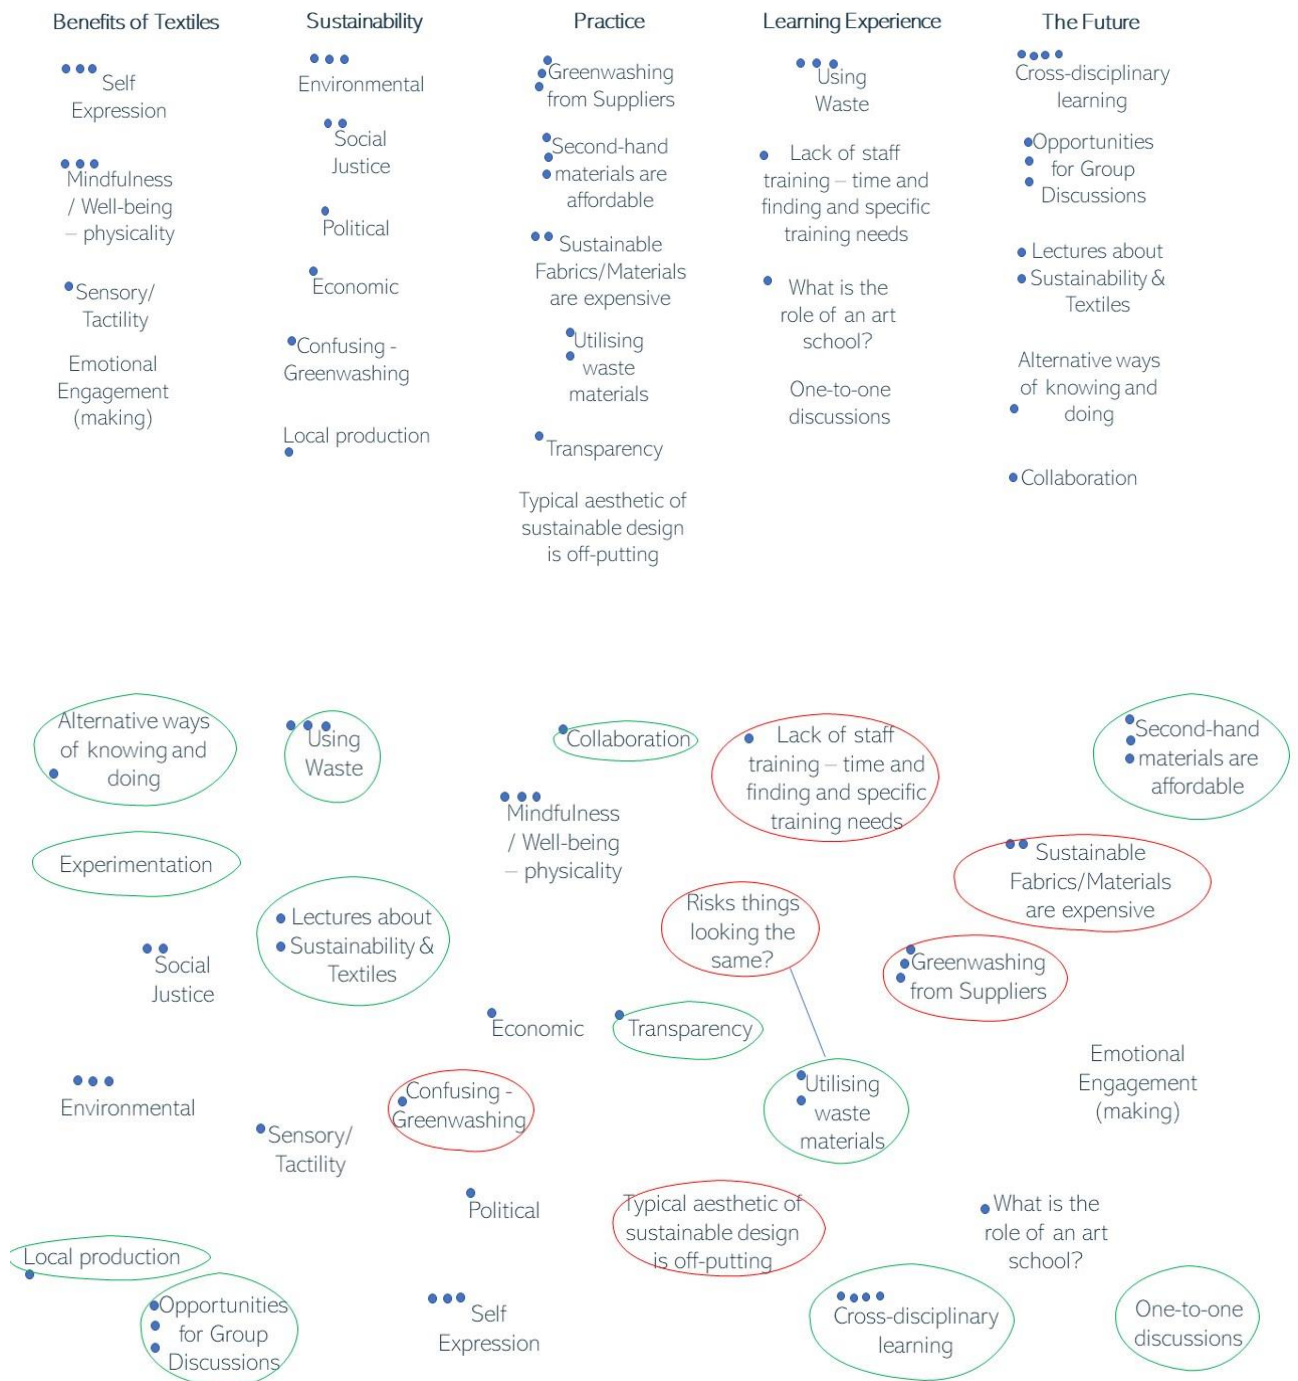 Benefits of Textiles
Self
Expression
Mindfulness
/ Well-being
– physicality
Sensory/
Tactility
Emotional
Engagement
(making)
Sustainability
Environmental
Social
Justice
Political
Economic
Confusing -
Greenwashing
Local production
Practice
Greenwashing
from Suppliers
Second-hand
materials are
affordable
Sustainable
Fabrics/Materials
are expensive
Utilising
waste
materials
Transparency
Typical aesthetic of
sustainable design
is off-putting
Learning Experience
Using
Waste
Lack of staff
training – time and
finding and specific
training needs
What is the
role of an art
school?
One-to-one
discussions
The Future
Cross-disciplinary
learning
Opportunities
for Group
Discussions
Lectures about
Sustainability &
Textiles
Alternative ways
of knowing and
doing
Collaboration
Alternative ways
of knowing and
doing
Using
Waste
Collaboration
Lack of staff
training – time and
finding and specific
training needs
Second-hand
materials are
affordable
Mindfulness
/ Well-being
– physicality
Experimentation
Sustainable
Fabrics/Materials
are expensive
Lectures about
Sustainability &
Textiles
Risks things
looking the
same?
Social
Justice
Greenwashing
from Suppliers
Economic
Transparency
Emotional
Engagement
(making)
Environmental
Confusing -
Greenwashing
Utilising
waste
materials
Sensory/
Tactility
Political
Typical aesthetic of
sustainable design
is off-putting
What is the
role of an art
school?
Local production
Opportunities
for Group
Discussions
Self
Expression
Cross-disciplinary
learning
One-to-one
discussions